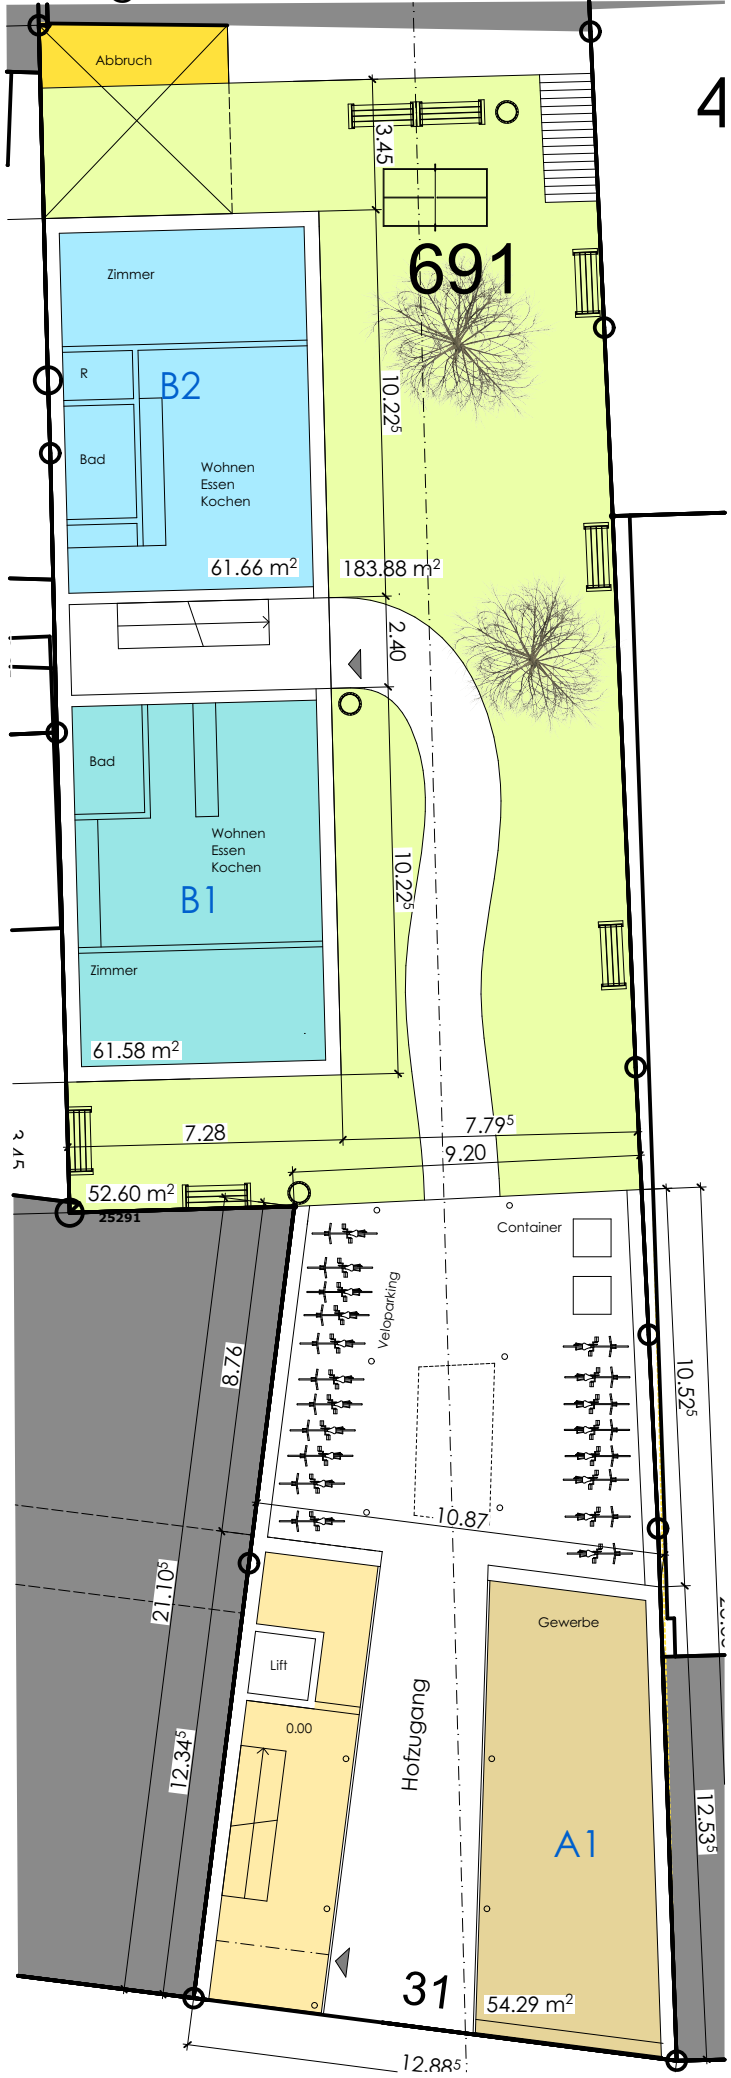 Abbruch
4
3.45
691
Zimmer
R
B2
10.22⁵
Bad
Wohnen
Essen
Kochen
61.66 m²
183.88 m²
2.40
Bad
Wohnen
Essen
Kochen
B1
10.22⁵
Zimmer
61.58 m²
3.45
7.28
7.79⁵
9.20
52.60 m²
25291
Container
Veloparking
8.76
10.52⁵
10.87
21.10⁵
Gewerbe
Lift
Hofzugang
0.00
12.34⁵
12.53⁵
A1
31
54.29 m²
12.88⁵